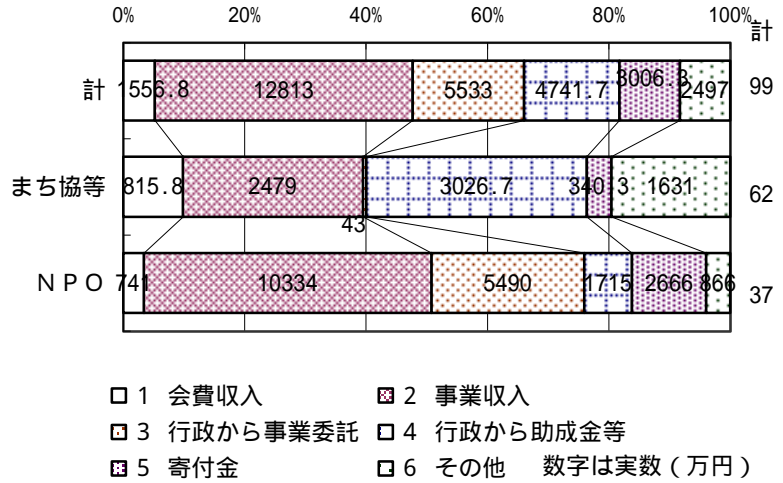 0% 20% 40% 60% 80% 100%
計
計 1556.8 12813 5533 4741.7 3006.3 2497 99
まち協等 815.8 2479 43 3026.7 340.3 1631 62
ＮＰＯ 741 10334 5490 1715 2666 866 37
1 会費収入 2 事業収入
3 行政から事業委託 4 行政から助成金等
5 寄付金 6 その他 数字は実数（万円）